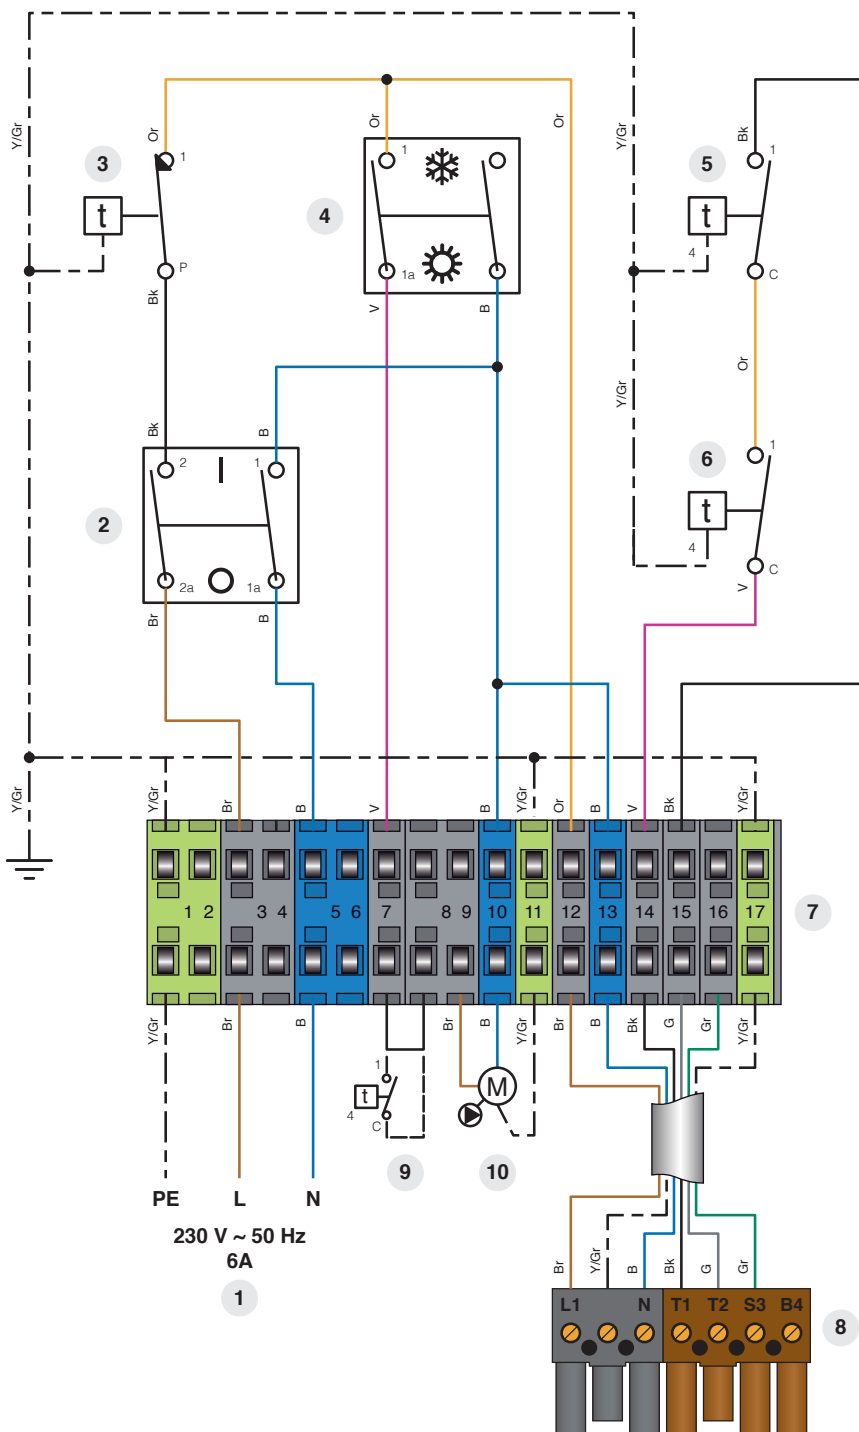 Y/Gr
Or
1
3
t
P
Bk
Or
1
4
1a
V
B
Or
Y/Gr
Bk
1
5
t
4
C
Or
Y/Gr
1
6
t
4
C
V
Bk
B
2
I
1
2
2a
O
1a
Br
B
Y/Gr
Y/Gr
Br
B
V
B
Y/Gr
Or
B
V
Bk
Y/Gr
1 2 3 4 5 6 7 8 9 10 11 12 13 14 15 16 17
7
Y/Gr
Br
B
Br
B
Y/Gr
Br
B
Bk
G
Gr
Y/Gr
1
t
4
C
M
9
10
PE L N
230 V ~ 50 Hz
6A
1
Br
Y/Gr
B
Bk
G
Gr
L1 N T1 T2 S3 B4
8